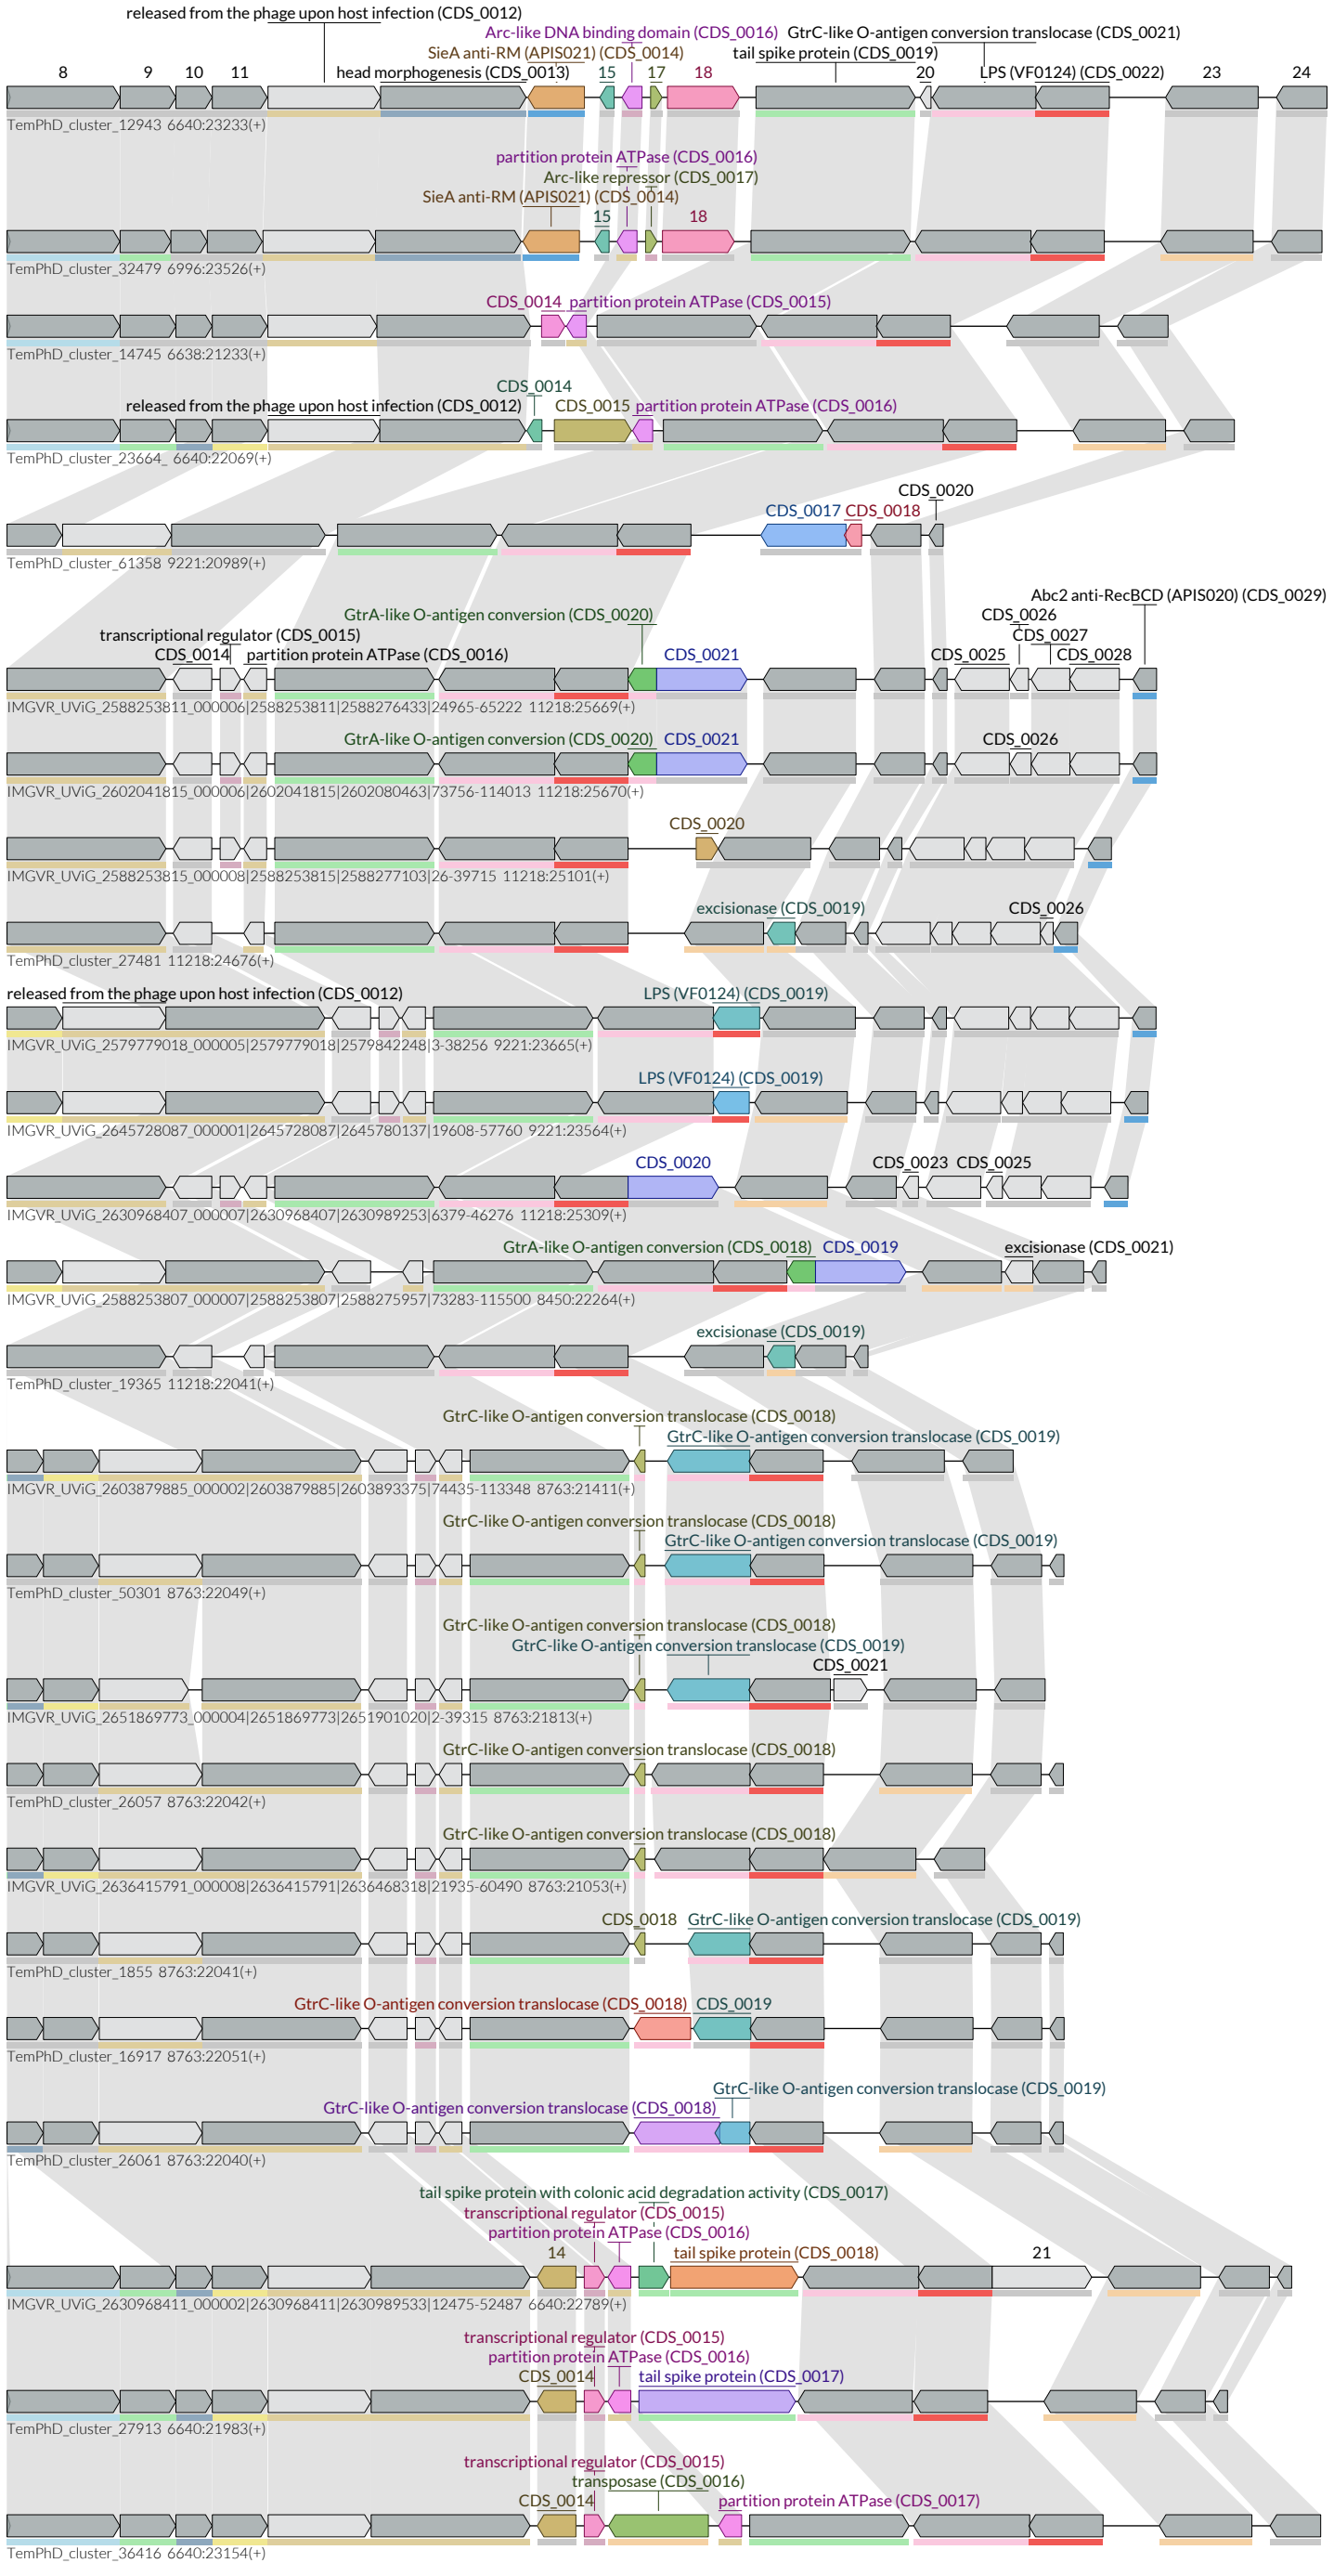 released from the phage upon host infection (CDS_0012)
Arc-like DNA binding domain (CDS_0016) GtrC-like O-antigen conversion translocase (CDS_0021)
SieA anti-RM (APIS021) (CDS_0014) tail spike protein (CDS_0019)
8 9 10 11 head morphogenesis (CDS_0013) 15 17 18 20 LPS (VF0124) (CDS_0022) 23 24
TemPhD_cluster_12943 6640:23233(+)
partition protein ATPase (CDS_0016)
Arc-like repressor (CDS_0017)
SieA anti-RM (APIS021) (CDS_0014)
15 18
TemPhD_cluster_32479 6996:23526(+)
CDS_0014 partition protein ATPase (CDS_0015)
TemPhD_cluster_14745 6638:21233(+)
CDS_0014
released from the phage upon host infection (CDS_0012) CDS_0015 partition protein ATPase (CDS_0016)
TemPhD_cluster_23664_ 6640:22069(+)
CDS_0020
CDS_0017 CDS_0018
TemPhD_cluster_61358 9221:20989(+)
Abc2 anti-RecBCD (APIS020) (CDS_0029)
GtrA-like O-antigen conversion (CDS_0020) CDS_0026
transcriptional regulator (CDS_0015) CDS_0027
CDS_0014 partition protein ATPase (CDS_0016) CDS_0021 CDS_0025 CDS_0028
IMGVR_UViG_2588253811_000006|2588253811|2588276433|24965-65222 11218:25669(+)
GtrA-like O-antigen conversion (CDS_0020) CDS_0021 CDS_0026
IMGVR_UViG_2602041815_000006|2602041815|2602080463|73756-114013 11218:25670(+)
CDS_0020
IMGVR_UViG_2588253815_000008|2588253815|2588277103|26-39715 11218:25101(+)
excisionase (CDS_0019) CDS_0026
TemPhD_cluster_27481 11218:24676(+)
released from the phage upon host infection (CDS_0012) LPS (VF0124) (CDS_0019)
IMGVR_UViG_2579779018_000005|2579779018|2579842248|3-38256 9221:23665(+)
LPS (VF0124) (CDS_0019)
IMGVR_UViG_2645728087_000001|2645728087|2645780137|19608-57760 9221:23564(+)
CDS_0020 CDS_0023 CDS_0025
IMGVR_UViG_2630968407_000007|2630968407|2630989253|6379-46276 11218:25309(+)
GtrA-like O-antigen conversion (CDS_0018) CDS_0019 excisionase (CDS_0021)
IMGVR_UViG_2588253807_000007|2588253807|2588275957|73283-115500 8450:22264(+)
excisionase (CDS_0019)
TemPhD_cluster_19365 11218:22041(+)
GtrC-like O-antigen conversion translocase (CDS_0018)
GtrC-like O-antigen conversion translocase (CDS_0019)
IMGVR_UViG_2603879885_000002|2603879885|2603893375|74435-113348 8763:21411(+)
GtrC-like O-antigen conversion translocase (CDS_0018)
GtrC-like O-antigen conversion translocase (CDS_0019)
TemPhD_cluster_50301 8763:22049(+)
GtrC-like O-antigen conversion translocase (CDS_0018)
GtrC-like O-antigen conversion translocase (CDS_0019)
CDS_0021
IMGVR_UViG_2651869773_000004|2651869773|2651901020|2-39315 8763:21813(+)
GtrC-like O-antigen conversion translocase (CDS_0018)
TemPhD_cluster_26057 8763:22042(+)
GtrC-like O-antigen conversion translocase (CDS_0018)
IMGVR_UViG_2636415791_000008|2636415791|2636468318|21935-60490 8763:21053(+)
CDS_0018 GtrC-like O-antigen conversion translocase (CDS_0019)
TemPhD_cluster_1855 8763:22041(+)
GtrC-like O-antigen conversion translocase (CDS_0018) CDS_0019
TemPhD_cluster_16917 8763:22051(+)
GtrC-like O-antigen conversion translocase (CDS_0019)
GtrC-like O-antigen conversion translocase (CDS_0018)
TemPhD_cluster_26061 8763:22040(+)
tail spike protein with colonic acid degradation activity (CDS_0017)
transcriptional regulator (CDS_0015)
partition protein ATPase (CDS_0016)
14 tail spike protein (CDS_0018) 21
IMGVR_UViG_2630968411_000002|2630968411|2630989533|12475-52487 6640:22789(+)
transcriptional regulator (CDS_0015)
partition protein ATPase (CDS_0016)
CDS_0014 tail spike protein (CDS_0017)
TemPhD_cluster_27913 6640:21983(+)
transcriptional regulator (CDS_0015)
transposase (CDS_0016)
CDS_0014 partition protein ATPase (CDS_0017)
TemPhD_cluster_36416 6640:23154(+)